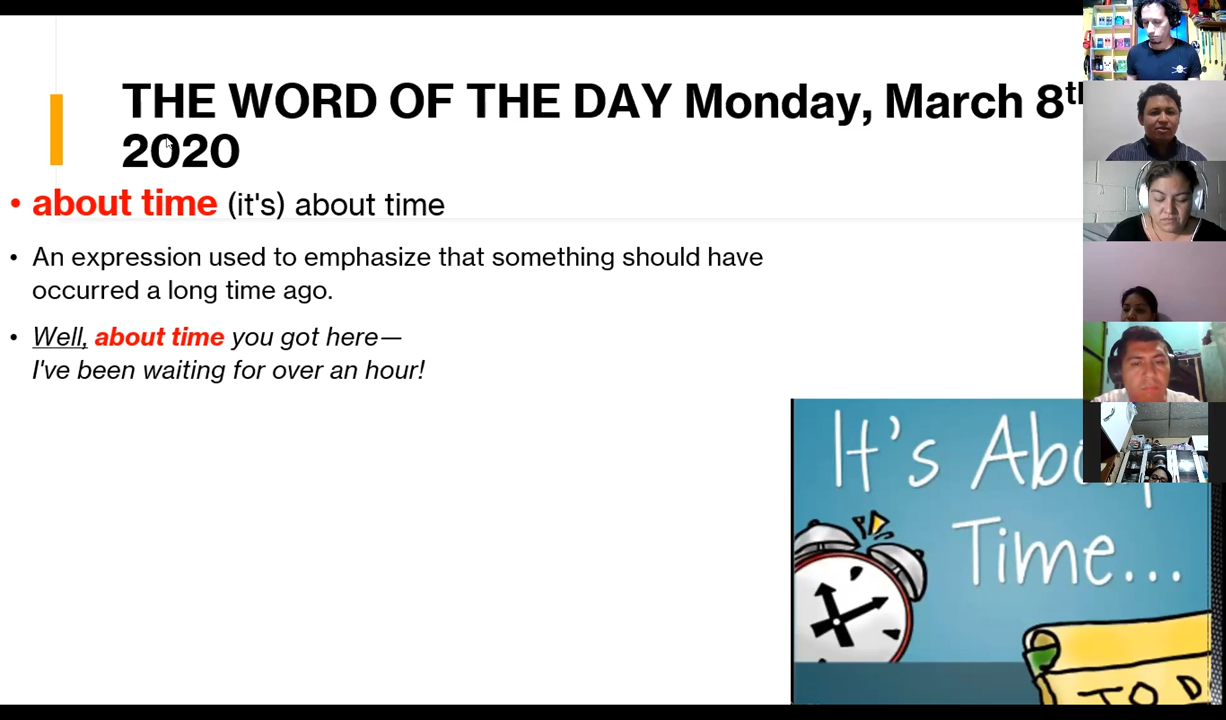 THE WORD OF THE DAY Monday, March 8th
2020
• about time (it's) about time
• An expression used to emphasize that something should have
occurred a long time ago.
• Well, about time you got here—
I've been waiting for over an hour!
It's
Time...
TO D